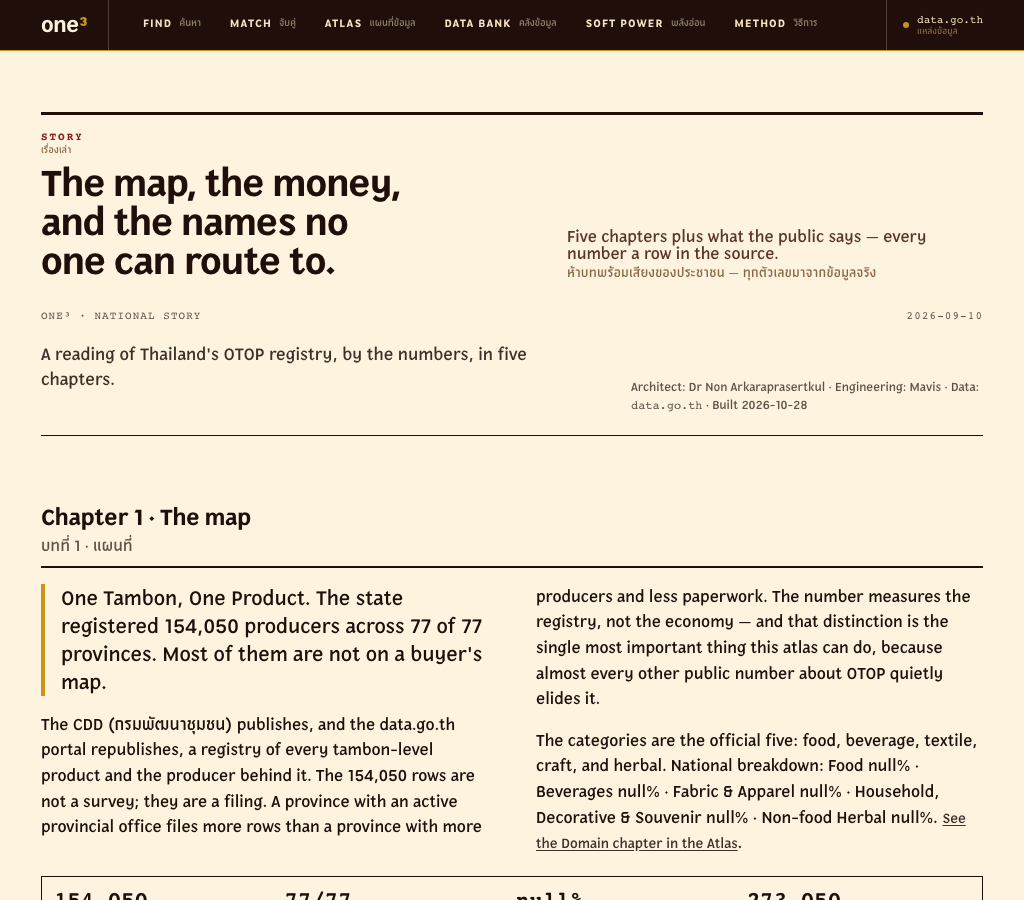 one³
FIND ค้นหา MATCH จับคู่ ATLAS แผนที่ข้อมูล DATA BANK คลังข้อมูล SOFT POWER พลังอ่อน METHOD วิธีการ
data.go.th
แหล่งข้อมูล
STORY
เรื่องเล่า
The map, the money,
and the names no
one can route to.
Five chapters plus what the public says — every
number a row in the source.
ห้าบทพร้อมเสียงของประชาชน — ทุกตัวเลขมาจากข้อมูลจริง
ONE³ · NATIONAL STORY
2026-09-10
A reading of Thailand's OTOP registry, by the numbers, in five
chapters.
Architect: Dr Non Arkaraprasertkul · Engineering: Mavis · Data:
data.go.th · Built 2026-10-28
Chapter 1 · The map
บทที่ 1 · แผนที่
One Tambon, One Product. The state
registered 154,050 producers across 77 of 77
provinces. Most of them are not on a buyer's
map.
The CDD (กรมพัฒนาชุมชน) publishes, and the data.go.th
portal republishes, a registry of every tambon-level
product and the producer behind it. The 154,050 rows are
not a survey; they are a filing. A province with an active
provincial office files more rows than a province with more
producers and less paperwork. The number measures the
registry, not the economy — and that distinction is the
single most important thing this atlas can do, because
almost every other public number about OTOP quietly
elides it.
The categories are the official five: food, beverage, textile,
craft, and herbal. National breakdown: Food null% ·
Beverages null% · Fabric & Apparel null% · Household,
Decorative & Souvenir null% · Non-food Herbal null%. See
the Domain chapter in the Atlas.
154,050 77/77 null% 273,050